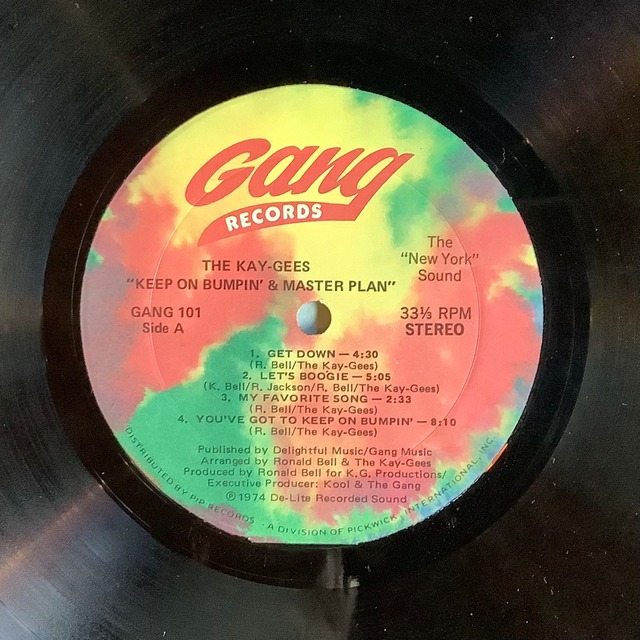 Gang
RECORDS
The
"New York"
Sound
THE KAY-GEES
"KEEP ON BUMPIN' & MASTER PLAN"
GANG 101
Side A
33⅓ RPM
STEREO
1. GET DOWN — 4:30
(R. Bell/The Kay-Gees)
2. LET'S BOOGIE — 5:05
(K. Bell/R. Jackson/R. Bell/The Kay-Gees)
3. MY FAVORITE SONG — 2:33
(R. Bell/The Kay-Gees)
4. YOU'VE GOT TO KEEP ON BUMPIN' — 8:10
(R. Bell/The Kay-Gees)
Published by Delightful Music/Gang Music
Arranged by Ronald Bell & The Kay-Gees
Produced by Ronald Bell for K.G. Productions/
Executive Producer: Kool & The Gang
℗1974 De-Lite Recorded Sound
DISTRIBUTED BY PIP RECORDS · A DIVISION OF PICKWICK INTERNATIONAL, INC.